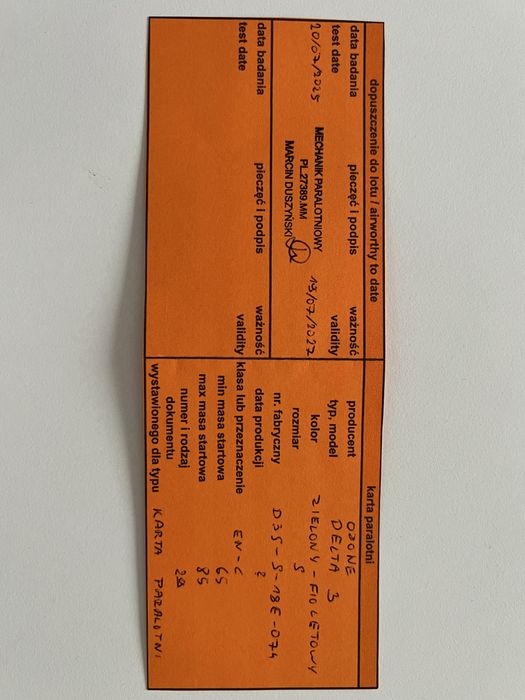 dopuszczenie do lotu / airworthy to date
data badania pieczęć i podpis ważność
test date validity
20/07/2025 MECHANIK PARALOTNIOWY 19/07/2027
PL.27389.MM
MARCIN DUSZYŃSKI
data badania pieczęć i podpis ważność
test date validity
karta paralotni
producent OZONE
typ, model DELTA 3
kolor ZIELONY - FIOLETOWY
rozmiar S
nr. fabryczny D3S-S-18E-074
data produkcji ?
klasa lub przeznaczenie EN-C
min masa startowa 65
max masa startowa 85
numer i rodzaj
dokumentu
wystawionego dla typu KARTA PARALOTNI